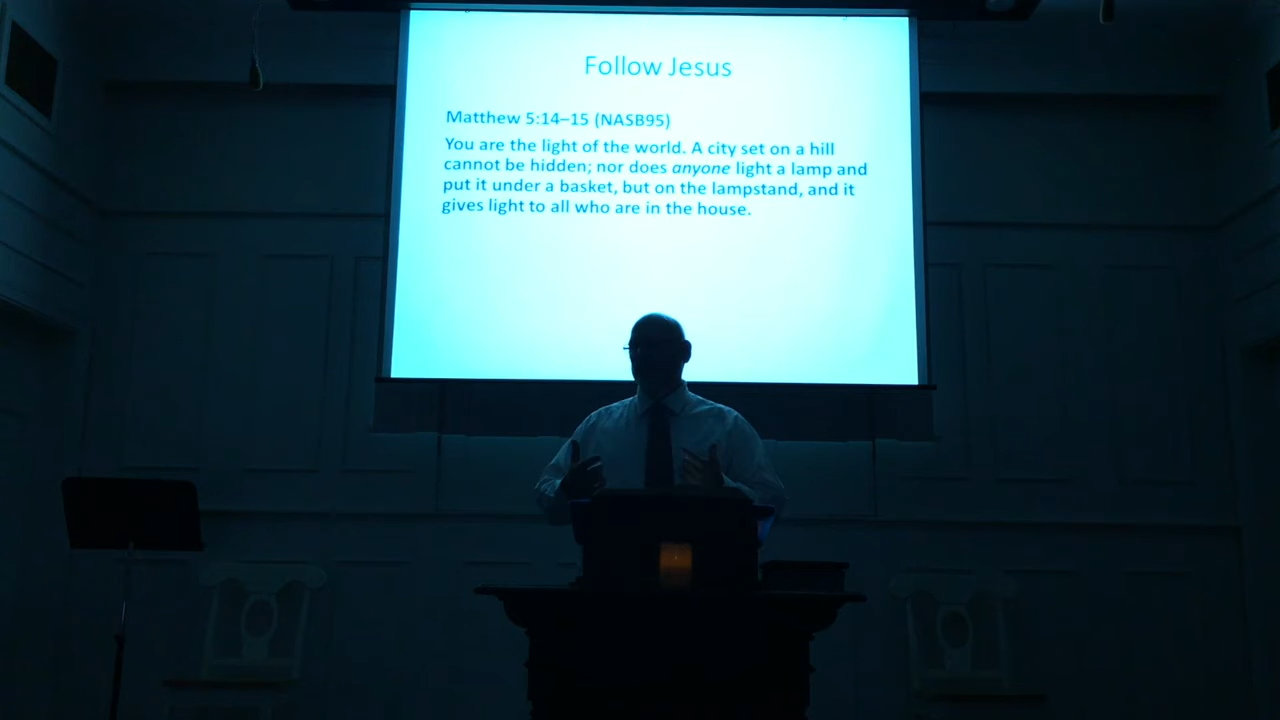 Follow Jesus
Matthew 5:14–15 (NASB95)
You are the light of the world. A city set on a hill
cannot be hidden; nor does anyone light a lamp and
put it under a basket, but on the lampstand, and it
gives light to all who are in the house.